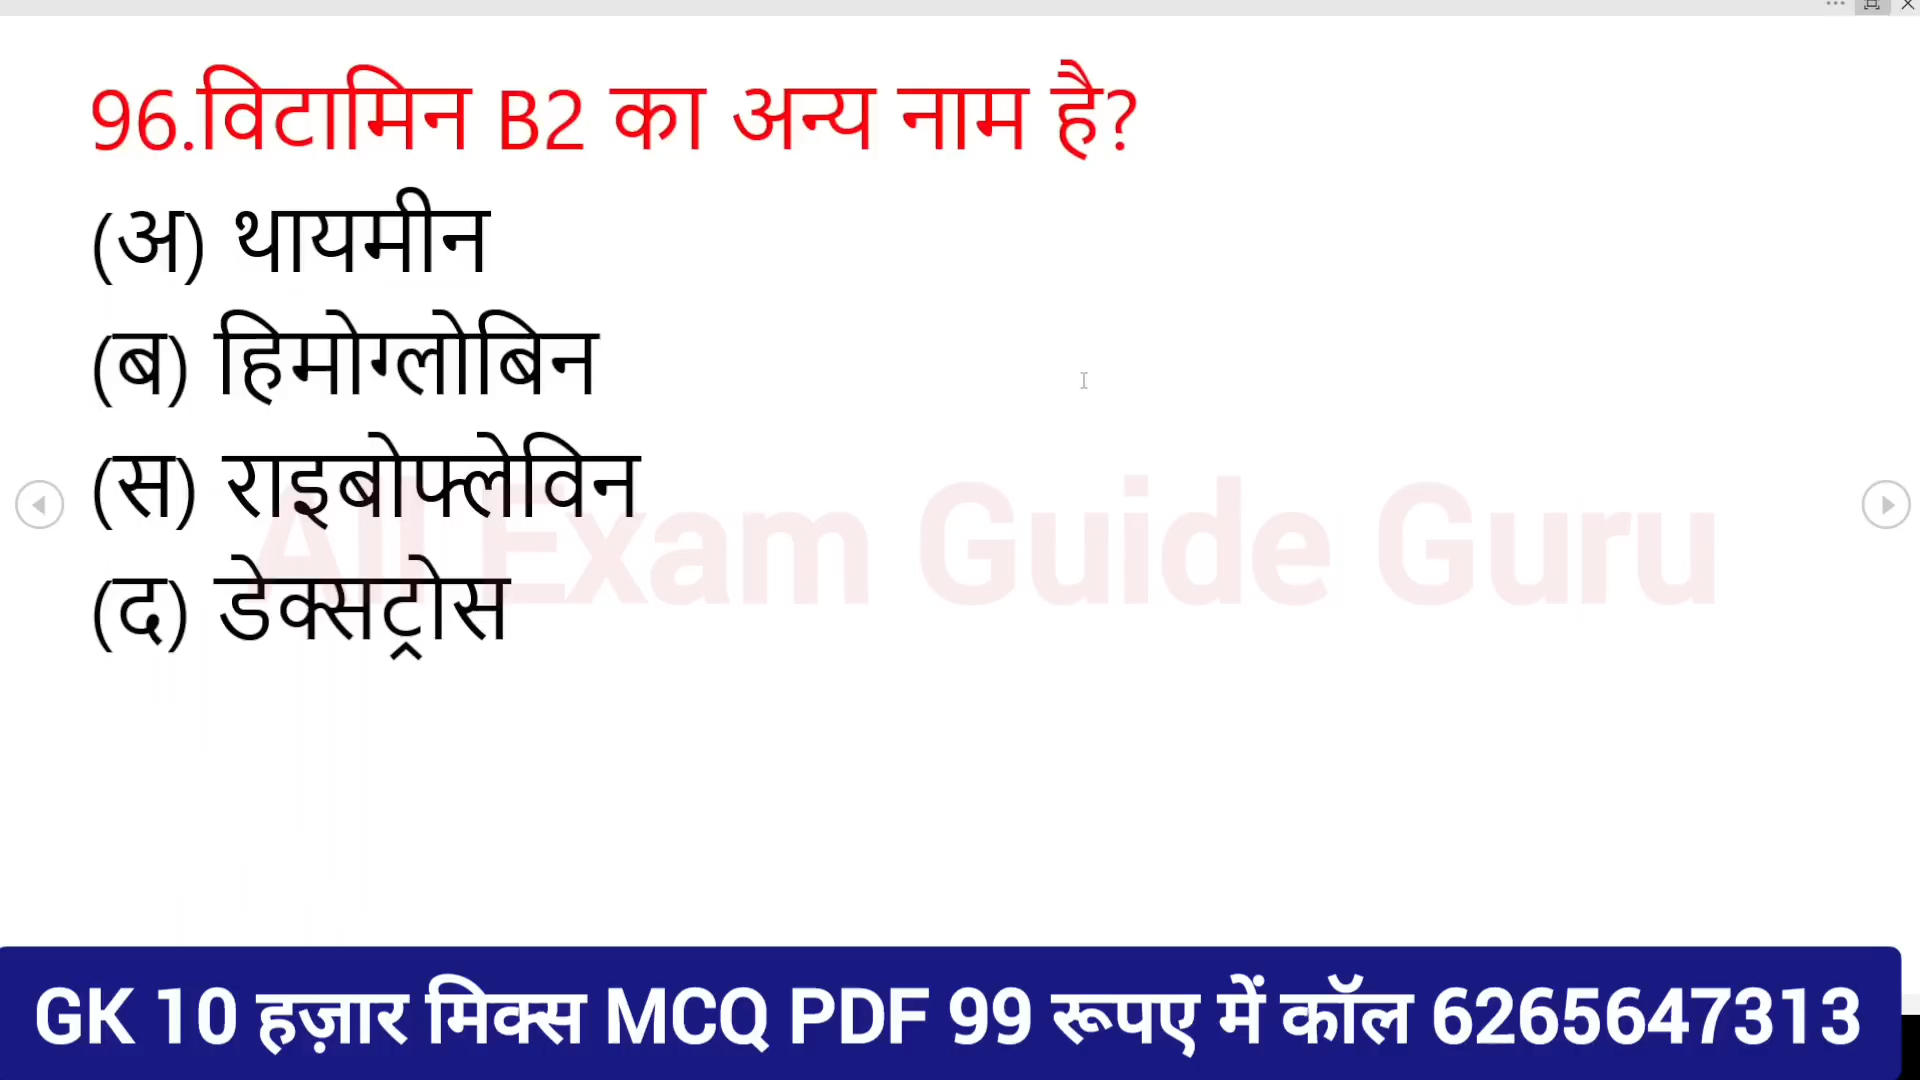 96.विटामिन B2 का अन्य नाम है?
(अ) थायमीन
(ब) हिमोग्लोबिन
(स) राइबोफ्लेविन
(द) डेक्सट्रोस
All Exam Guide Guru
GK 10 हज़ार मिक्स MCQ PDF 99 रूपए में कॉल 6265647313